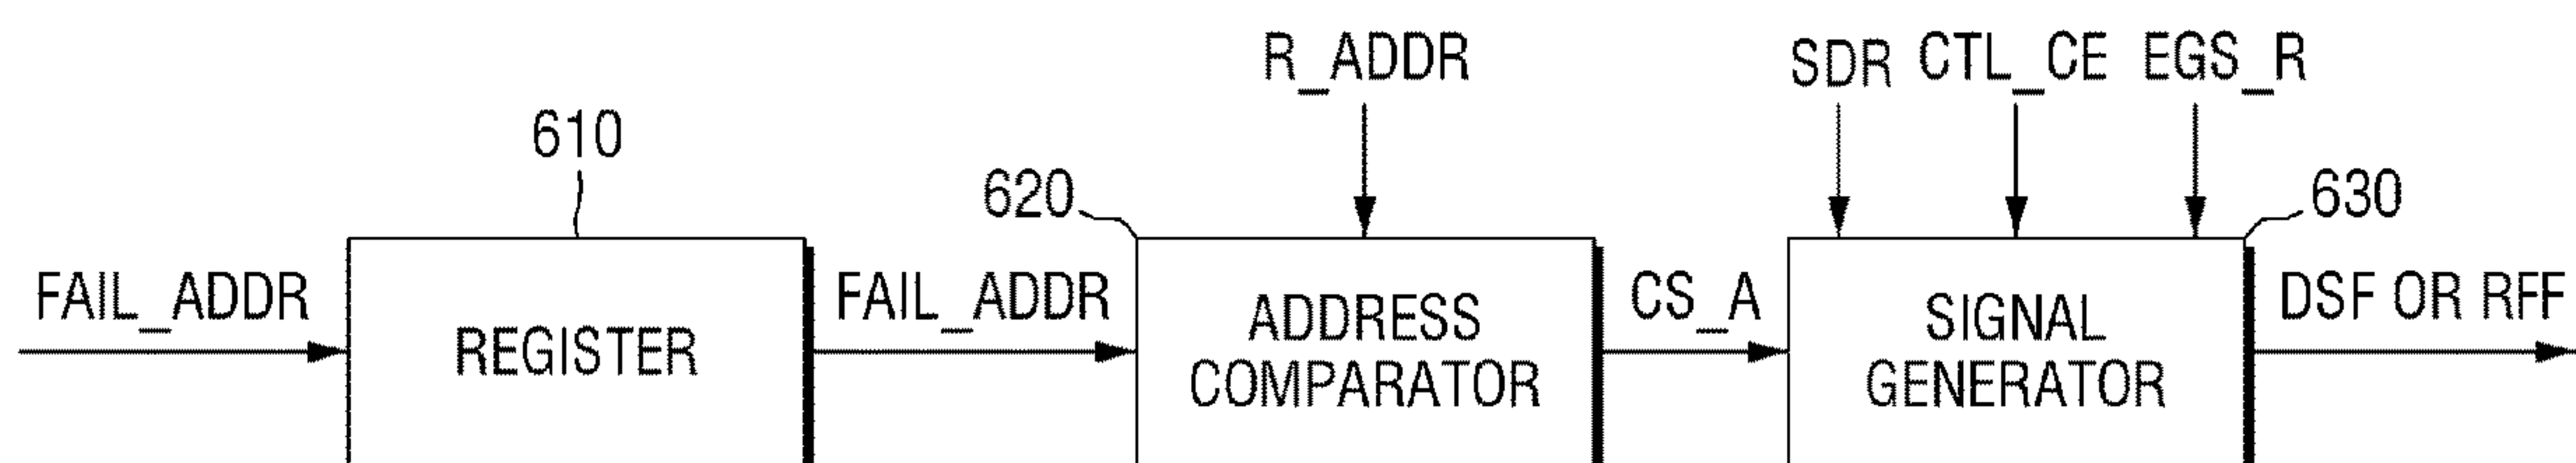 R_ADDR
SDR CTL_CE EGS_R
610
620
630
FAIL_ADDR
REGISTER
FAIL_ADDR
ADDRESS
COMPARATOR
CS_A
SIGNAL
GENERATOR
DSF OR RFF